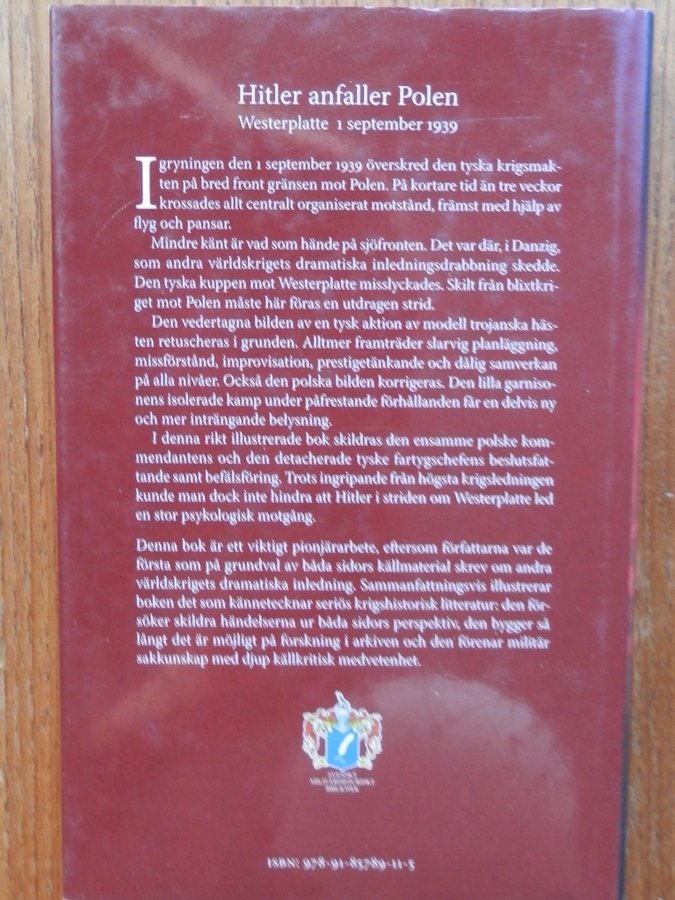 Hitler anfaller Polen
Westerplatte 1 september 1939
I gryningen den 1 september 1939 överskred den tyska krigsmak-
ten på bred front gränsen mot Polen. På kortare tid än tre veckor
krossades allt centralt organiserat motstånd, främst med hjälp av
flyg och pansar.
Mindre känt är vad som hände på sjöfronten. Det var där, i Danzig,
som andra världskrigets dramatiska inledningsdrabbning skedde.
Den tyska kuppen mot Westerplatte misslyckades. Skilt från blixtkri-
get mot Polen måste här föras en utdragen strid.
Den vedertagna bilden av en tysk aktion av modell trojanska häs-
ten retuscheras i grunden. Alltmer framträder slarvig planläggning,
missförstånd, improvisation, prestigetänkande och dålig samverkan
på alla nivåer. Också den polska bilden korrigeras. Den lilla garniso-
nens isolerade kamp under påfrestande förhållanden får en delvis ny
och mer inträngande belysning.
I denna rikt illustrerade bok skildras den ensamme polske kom-
mendantens och den detacherade tyske fartygschefens beslutsfat-
tande samt befälsföring. Trots ingripande från högsta krigsledningen
kunde man dock inte hindra att Hitler i striden om Westerplatte led
en stor psykologisk motgång.
Denna bok är ett viktigt pionjärarbete, eftersom författarna var de
första som på grundval av båda sidors källmaterial skrev om andra
världskrigets dramatiska inledning. Sammanfattningsvis illustrerar
boken det som kännetecknar seriös krigshistorisk litteratur: den för-
söker skildra händelserna ur båda sidors perspektiv, den bygger så
långt det är möjligt på forskning i arkiven och den förenar militär
sakkunskap med djup källkritisk medvetenhet.
SVENSKT
MILITÄRHISTORISKT
BIBLIOTEK
ISBN: 978-91-85789-11-5